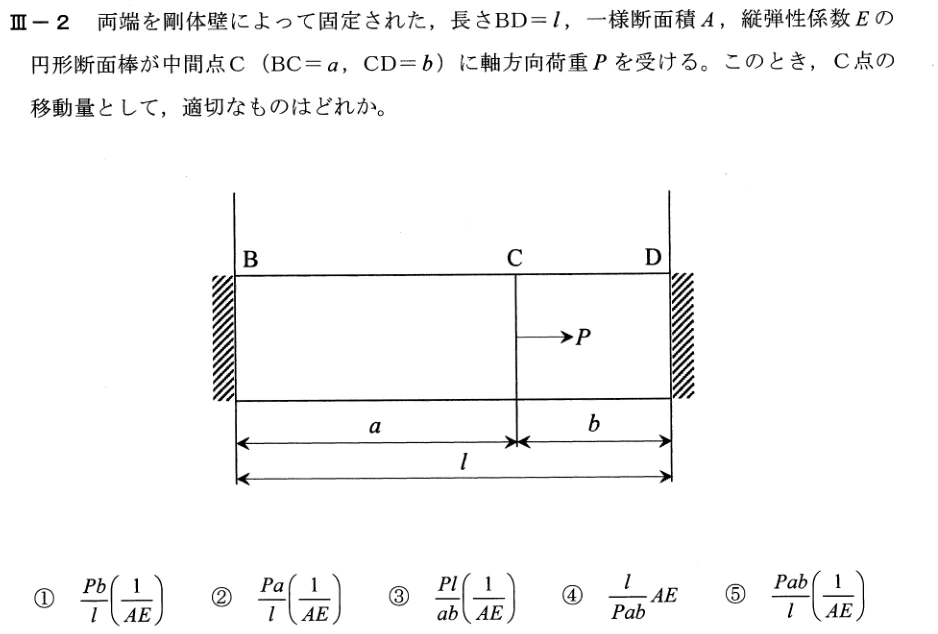 Ⅲ－2 両端を剛体壁によって固定された，長さBD＝l，一様断面積A，縦弾性係数Eの
円形断面棒が中間点C（BC＝a，CD＝b）に軸方向荷重Pを受ける。このとき，C点の
移動量として，適切なものはどれか。
B C D
P
a b
l
① Pb/l(1/AE) ② Pa/l(1/AE) ③ Pl/ab(1/AE) ④ l/Pab AE ⑤ Pab/l(1/AE)